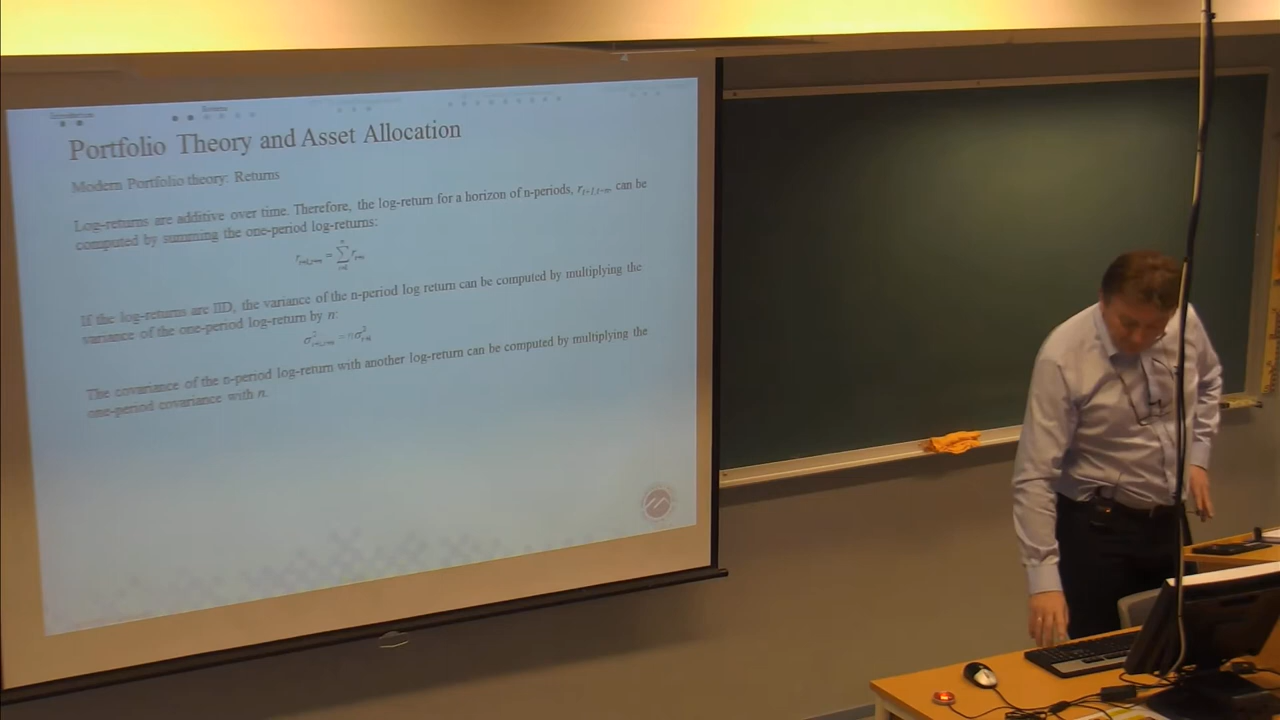 Introduction
Returns
Portfolio Theory and Asset Allocation
Modern Portfolio theory: Returns
Log-returns are additive over time. Therefore, the log-return for a horizon of n-periods, r can be
computed by summing the one-period log-returns:
If the log-returns are IID, the variance of the n-period log return can be computed by multiplying the
variance of the one-period log-return by n:
The covariance of the n-period log-return with another log-return can be computed by multiplying the
one-period covariance with n.